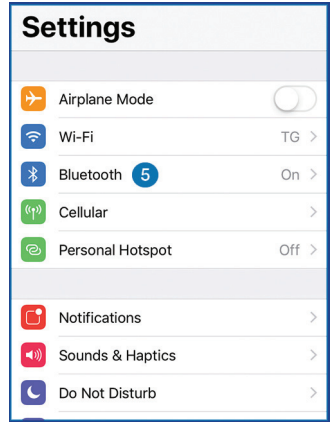 Settings
Airplane Mode
Wi-Fi TG
Bluetooth 5 On
Cellular
Personal Hotspot Off
Notifications
Sounds & Haptics
Do Not Disturb